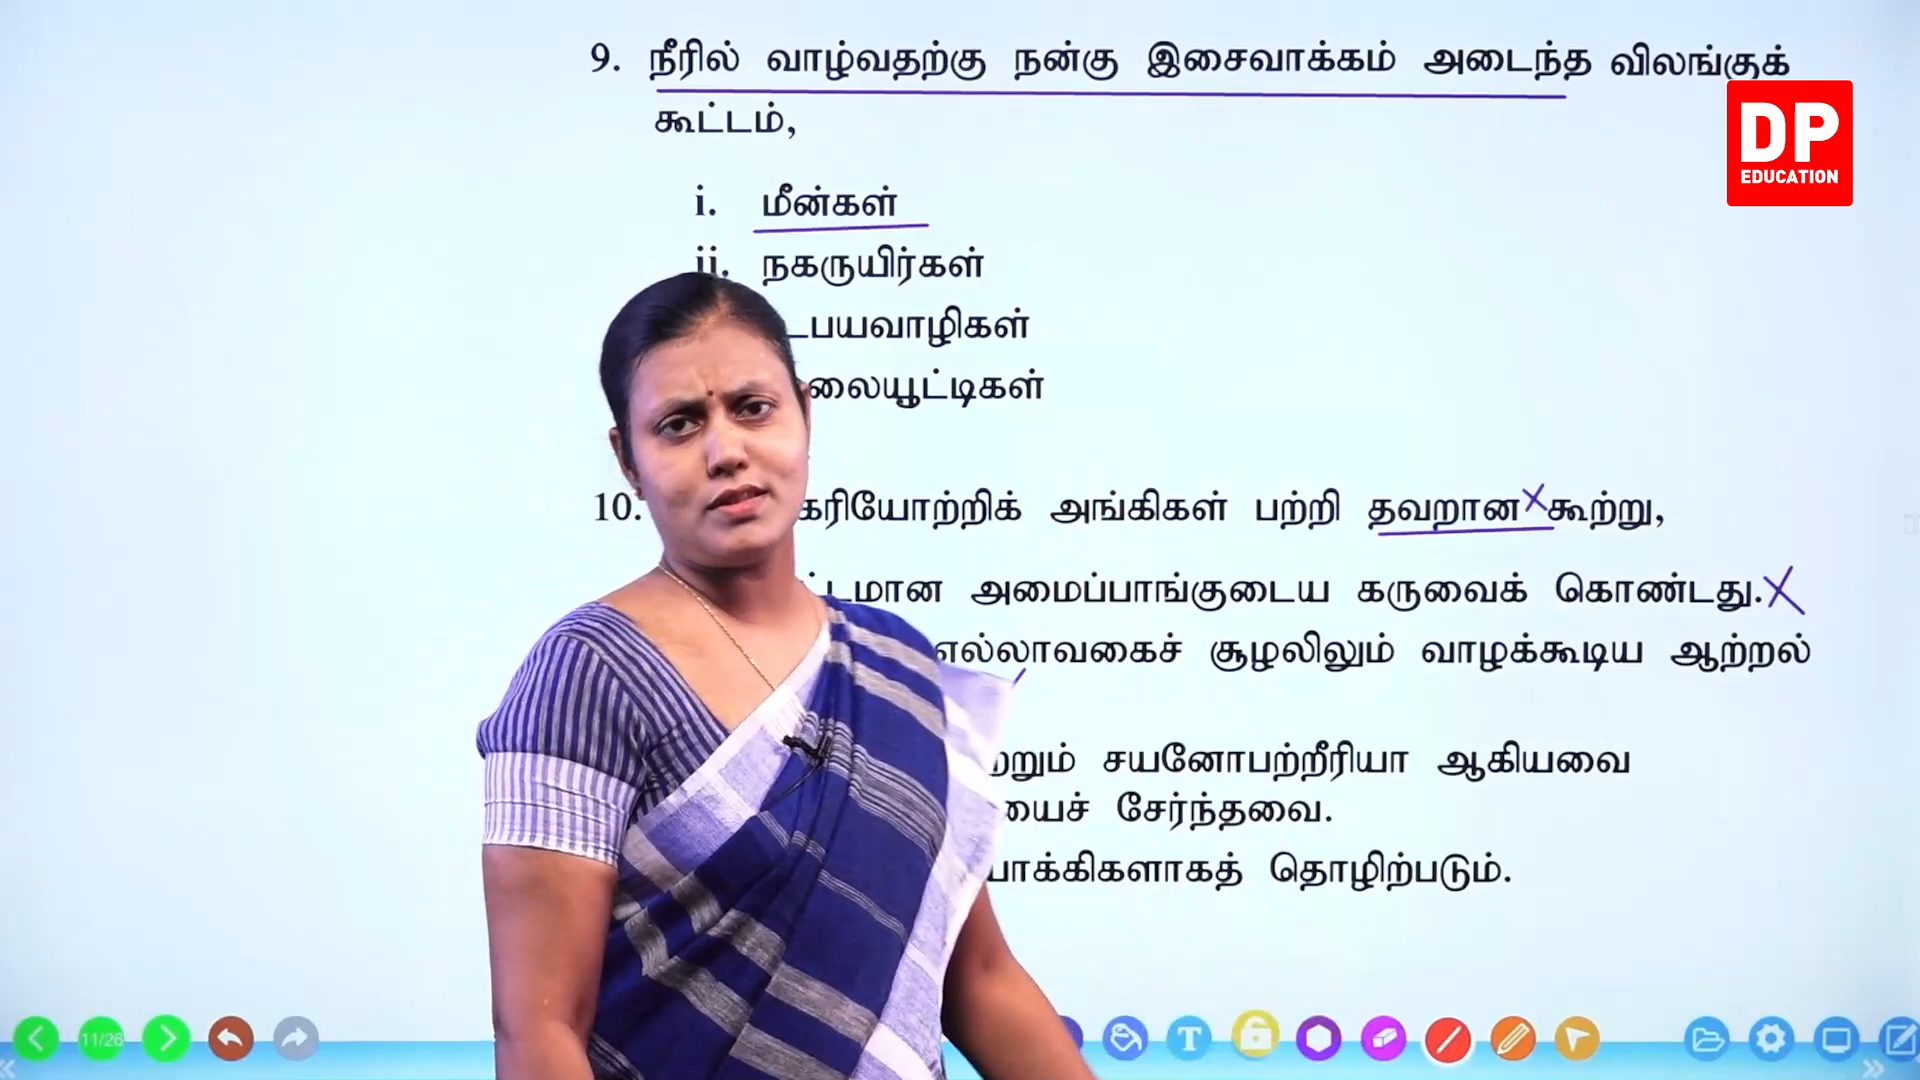 9. நீரில் வாழ்வதற்கு நன்கு இசைவாக்கம் அடைந்த விலங்குக்
கூட்டம்,
DP
EDUCATION
i. மீன்கள்
ii. நகருயிர்கள்
டபயவாழிகள்
லையூட்டிகள்
10. கரியோற்றிக் அங்கிகள் பற்றி தவறான கூற்று,
ட்டமான அமைப்பாங்குடைய கருவைக் கொண்டது.
எல்லாவகைச் சூழலிலும் வாழக்கூடிய ஆற்றல்
ற்றும் சயனோபற்றீரியா ஆகியவை
யைச் சேர்ந்தவை.
பாக்கிகளாகத் தொழிற்படும்.
11/26
T